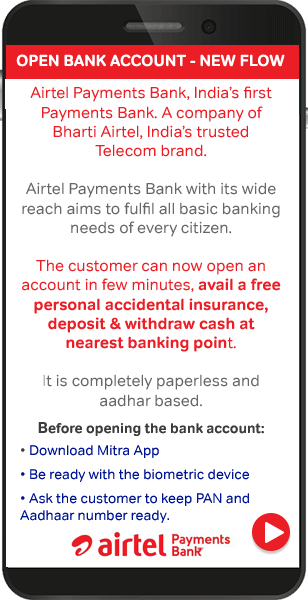 OPEN BANK ACCOUNT - NEW FLOW
Airtel Payments Bank, India's first
Payments Bank. A company of
Bharti Airtel, India's trusted
Telecom brand.
Airtel Payments Bank with its wide
reach aims to fulfil all basic banking
needs of every citizen.
The customer can now open an
account in few minutes, avail a free
personal accidental insurance,
deposit & withdraw cash at
nearest banking point.
It is completely paperless and
aadhar based.
Before opening the bank account:
• Download Mitra App
• Be ready with the biometric device
• Ask the customer to keep PAN and
Aadhaar number ready.
airtel Payments
Bank